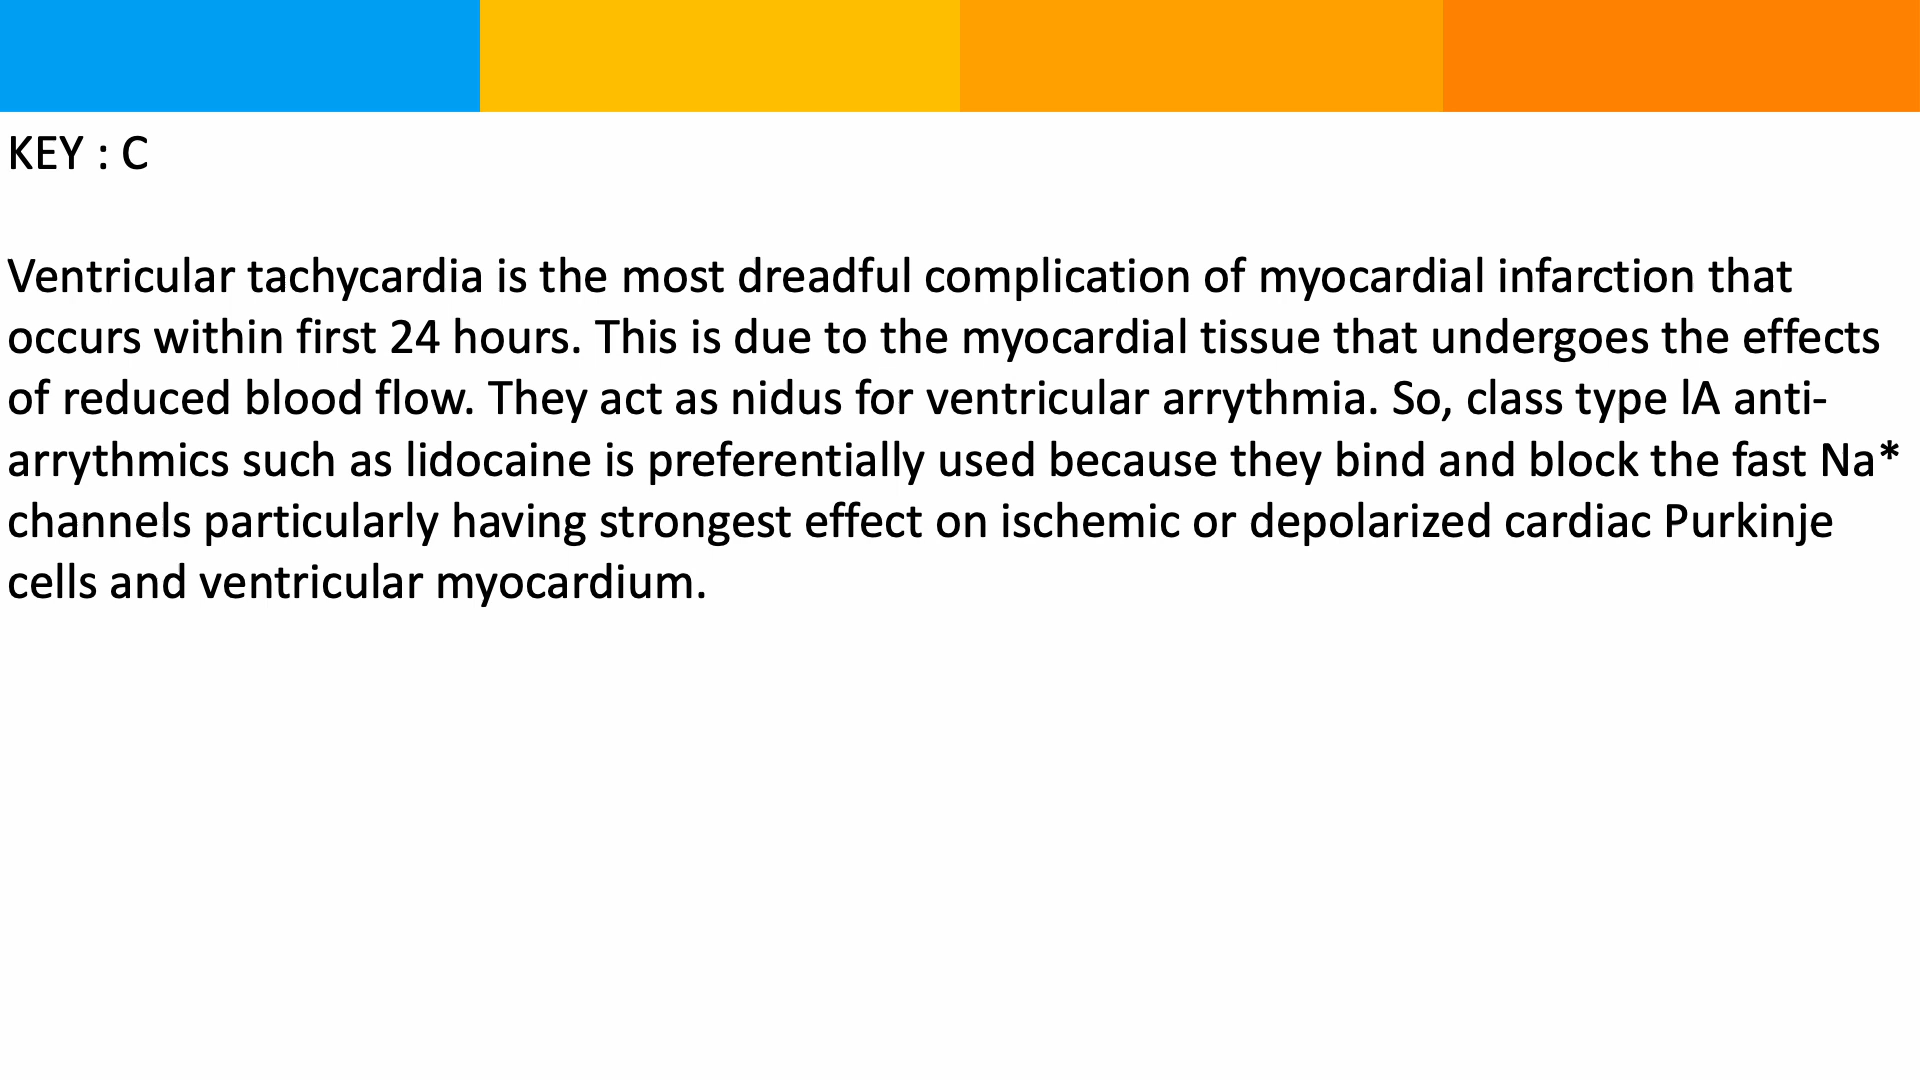 KEY : C
Ventricular tachycardia is the most dreadful complication of myocardial infarction that
occurs within first 24 hours. This is due to the myocardial tissue that undergoes the effects
of reduced blood flow. They act as nidus for ventricular arrythmia. So, class type lA anti-
arrythmics such as lidocaine is preferentially used because they bind and block the fast Na*
channels particularly having strongest effect on ischemic or depolarized cardiac Purkinje
cells and ventricular myocardium.